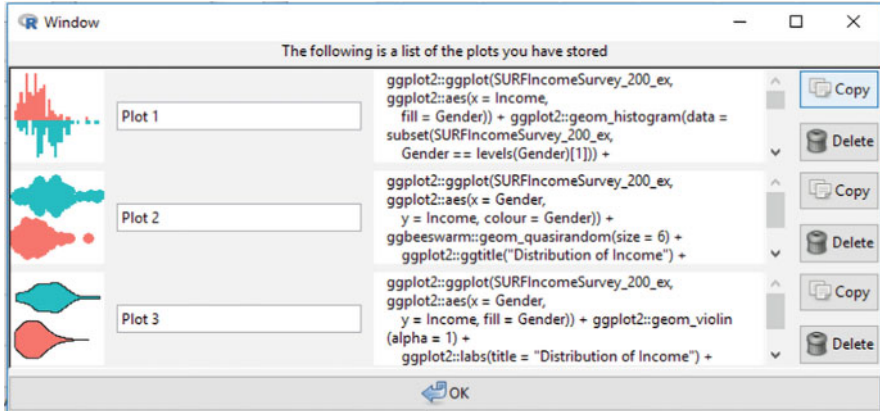 R Window
The following is a list of the plots you have stored
Plot 1
ggplot2::ggplot(SURFIncomeSurvey_200_ex,
ggplot2::aes(x = Income,
fill = Gender)) + ggplot2::geom_histogram(data =
subset(SURFIncomeSurvey_200_ex,
Gender == levels(Gender)[1])) +
Copy
Delete
Plot 2
ggplot2::ggplot(SURFIncomeSurvey_200_ex,
ggplot2::aes(x = Gender,
y = Income, colour = Gender)) +
ggbeeswarm::geom_quasirandom(size = 6) +
ggplot2::ggtitle("Distribution of Income") +
Copy
Delete
Plot 3
ggplot2::ggplot(SURFIncomeSurvey_200_ex,
ggplot2::aes(x = Gender,
y = Income, fill = Gender)) + ggplot2::geom_violin
(alpha = 1) +
ggplot2::labs(title = "Distribution of Income") +
Copy
Delete
OK